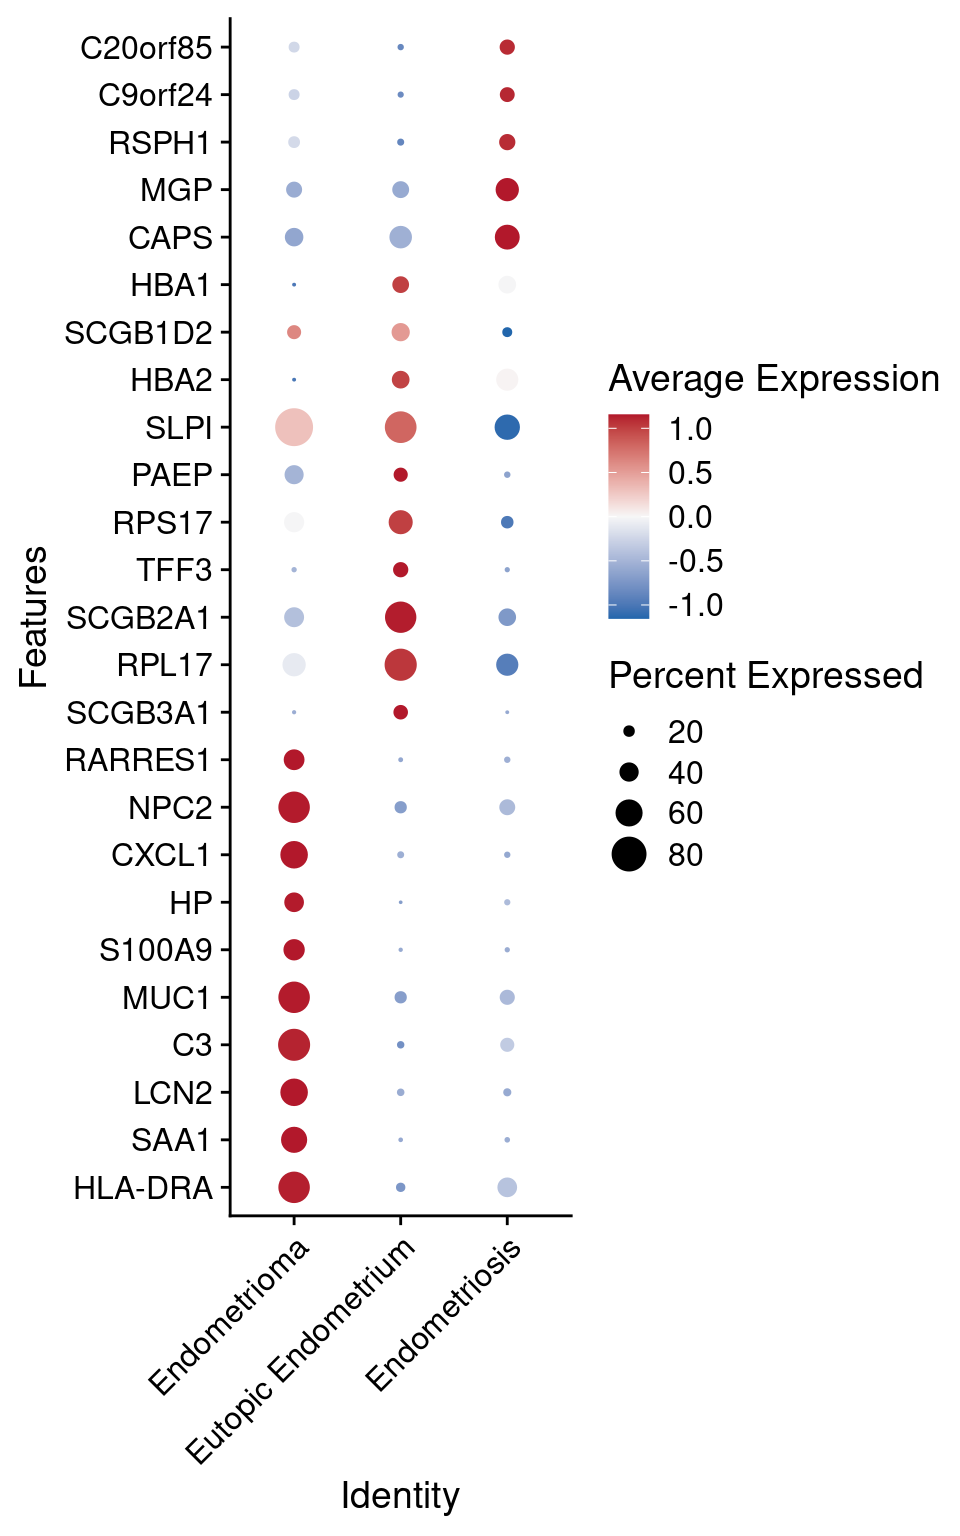 C20orf85
C9orf24
RSPH1
MGP
CAPS
HBA1
SCGB1D2
HBA2
SLPI
PAEP
RPS17
TFF3
SCGB2A1
RPL17
SCGB3A1
RARRES1
NPC2
CXCL1
HP
S100A9
MUC1
C3
LCN2
SAA1
HLA-DRA
Features
Endometrioma
Eutopic Endometrium
Endometriosis
Identity
Average Expression
1.0
0.5
0.0
-0.5
-1.0
Percent Expressed
20
40
60
80